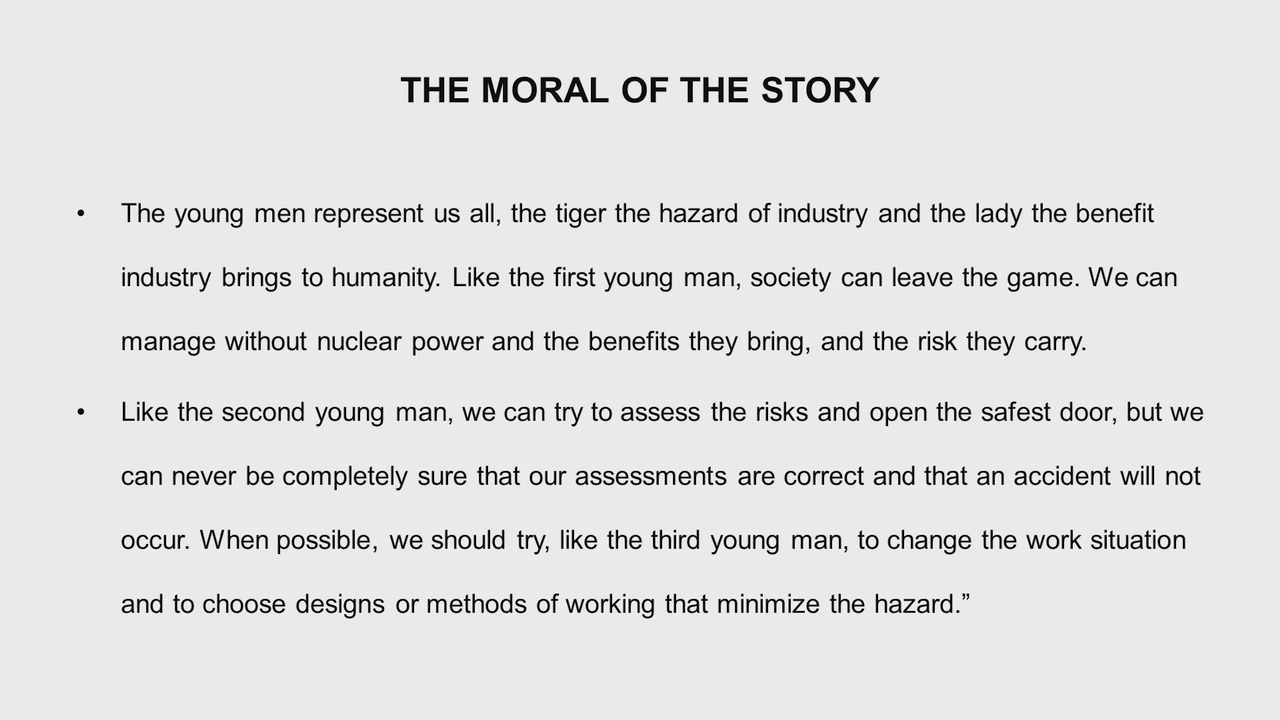 THE MORAL OF THE STORY
• The young men represent us all, the tiger the hazard of industry and the lady the benefit
industry brings to humanity. Like the first young man, society can leave the game. We can
manage without nuclear power and the benefits they bring, and the risk they carry.
• Like the second young man, we can try to assess the risks and open the safest door, but we
can never be completely sure that our assessments are correct and that an accident will not
occur. When possible, we should try, like the third young man, to change the work situation
and to choose designs or methods of working that minimize the hazard.”